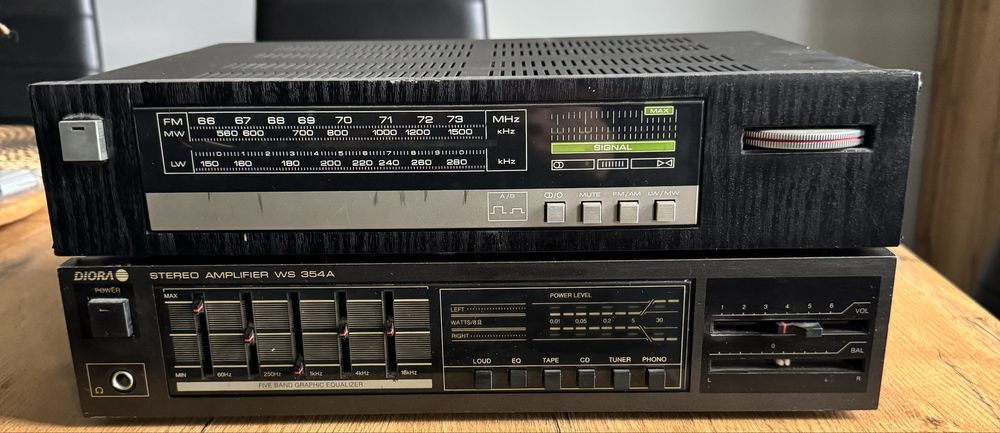 FM 66 67 68 69 70 71 72 73 MHz
MW 560 600 700 800 1000 1200 1500 kHz
LW 150 160 180 200 220 240 260 280 kHz
MAX
SIGNAL
A/B
MUTE FM/AM LW/MW
DIORA STEREO AMPLIFIER WS 354A
POWER
MAX
MIN 60Hz 250Hz 1kHz 4kHz 16kHz
FIVE BAND GRAPHIC EQUALIZER
POWER LEVEL
LEFT
WATTS/8Ω 0.01 0.05 0.2 5 30
RIGHT
LOUD EQ TAPE CD TUNER PHONO
1 2 3 4 5 6 VOL
0 BAL
L R
Ω